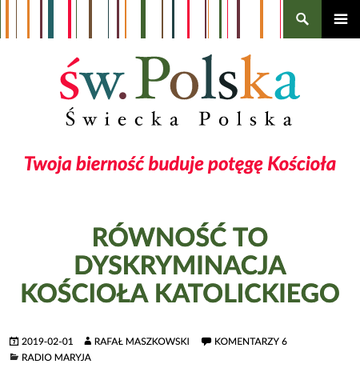 św. Polska
Świecka Polska
Twoja bierność buduje potęgę Kościoła
RÓWNOŚĆ TO
DYSKRYMINACJA
KOŚCIOŁA KATOLICKIEGO
2019-02-01 RAFAŁ MASZKOWSKI KOMENTARZY 6
RADIO MARYJA